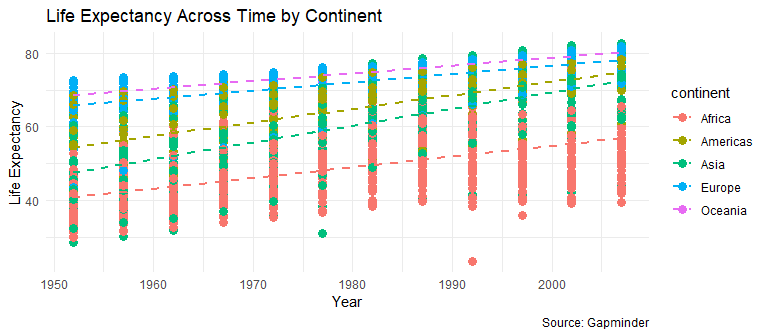 Life Expectancy Across Time by Continent
Life Expectancy
80
60
40
1950
1960
1970
1980
1990
2000
Year
continent
Africa
Americas
Asia
Europe
Oceania
Source: Gapminder